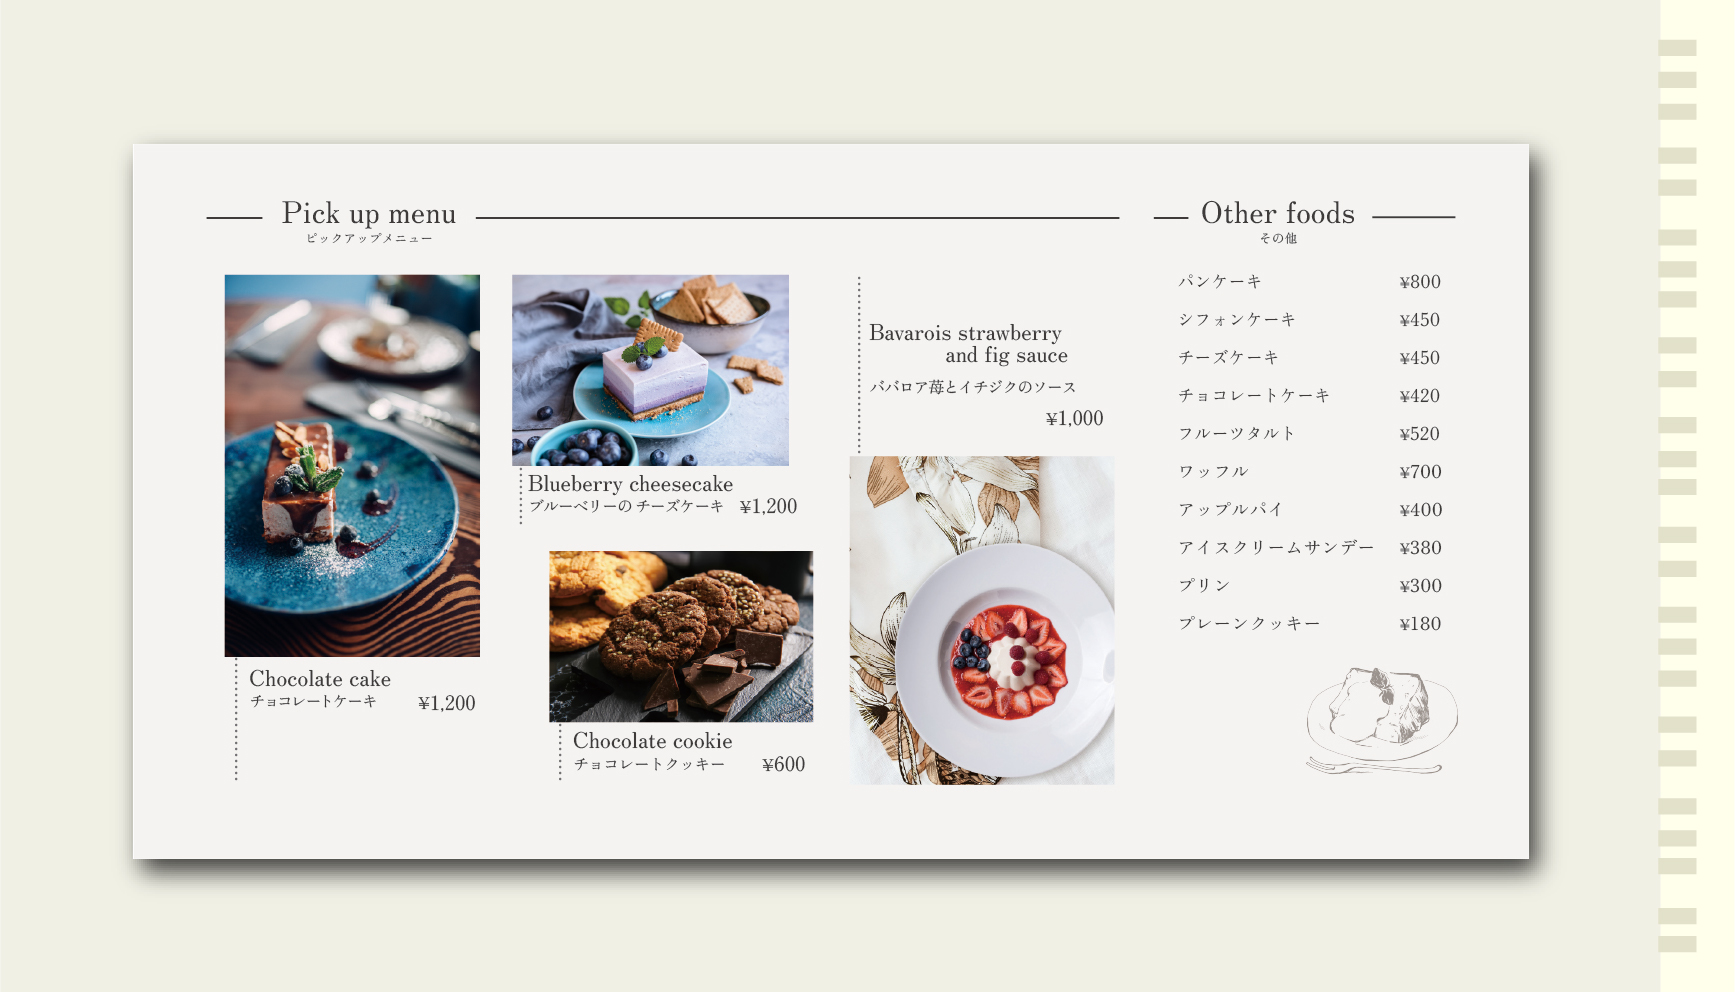 Pick up menu
ピックアップメニュー
Chocolate cake
チョコレートケーキ ¥1,200
Blueberry cheesecake
ブルーベリーの チーズケーキ ¥1,200
Chocolate cookie
チョコレートクッキー ¥600
Bavarois strawberry
and fig sauce
ババロア苺とイチジクのソース
¥1,000
Other foods
その他
パンケーキ ¥800
シフォンケーキ ¥450
チーズケーキ ¥450
チョコレートケーキ ¥420
フルーツタルト ¥520
ワッフル ¥700
アップルパイ ¥400
アイスクリームサンデー ¥380
プリン ¥300
プレーンクッキー ¥180